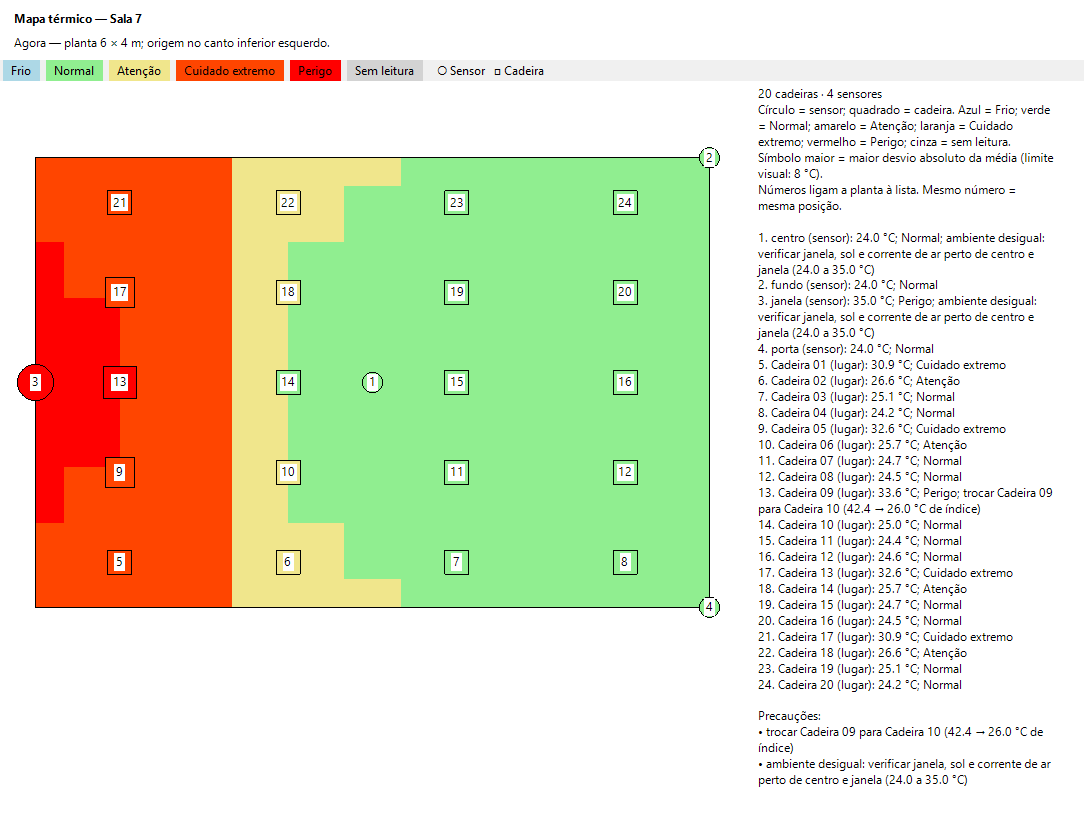 Mapa térmico — Sala 7
Agora — planta 6 × 4 m; origem no canto inferior esquerdo.
Frio Normal Atenção Cuidado extremo Perigo Sem leitura Sensor Cadeira
20 cadeiras · 4 sensores
Círculo = sensor; quadrado = cadeira. Azul = Frio; verde
= Normal; amarelo = Atenção; laranja = Cuidado
extremo; vermelho = Perigo; cinza = sem leitura.
Símbolo maior = maior desvio absoluto da média (limite
visual: 8 °C).
Números ligam a planta à lista. Mesmo número =
mesma posição.
1. centro (sensor): 24.0 °C; Normal; ambiente desigual:
verificar janela, sol e corrente de ar perto de centro e
janela (24.0 a 35.0 °C)
2. fundo (sensor): 24.0 °C; Normal
3. janela (sensor): 35.0 °C; Perigo; ambiente desigual:
verificar janela, sol e corrente de ar perto de centro e
janela (24.0 a 35.0 °C)
4. porta (sensor): 24.0 °C; Normal
5. Cadeira 01 (lugar): 30.9 °C; Cuidado extremo
6. Cadeira 02 (lugar): 26.6 °C; Atenção
7. Cadeira 03 (lugar): 25.1 °C; Normal
8. Cadeira 04 (lugar): 24.2 °C; Normal
9. Cadeira 05 (lugar): 32.6 °C; Cuidado extremo
10. Cadeira 06 (lugar): 25.7 °C; Atenção
11. Cadeira 07 (lugar): 24.7 °C; Normal
12. Cadeira 08 (lugar): 24.5 °C; Normal
13. Cadeira 09 (lugar): 33.6 °C; Perigo; trocar Cadeira 09
para Cadeira 10 (42.4 → 26.0 °C de índice)
14. Cadeira 10 (lugar): 25.0 °C; Normal
15. Cadeira 11 (lugar): 24.4 °C; Normal
16. Cadeira 12 (lugar): 24.6 °C; Normal
17. Cadeira 13 (lugar): 32.6 °C; Cuidado extremo
18. Cadeira 14 (lugar): 25.7 °C; Atenção
19. Cadeira 15 (lugar): 24.7 °C; Normal
20. Cadeira 16 (lugar): 24.5 °C; Normal
21. Cadeira 17 (lugar): 30.9 °C; Cuidado extremo
22. Cadeira 18 (lugar): 26.6 °C; Atenção
23. Cadeira 19 (lugar): 25.1 °C; Normal
24. Cadeira 20 (lugar): 24.2 °C; Normal
Precauções:
• trocar Cadeira 09 para Cadeira 10 (42.4 → 26.0 °C de
índice)
• ambiente desigual: verificar janela, sol e corrente de ar
perto de centro e janela (24.0 a 35.0 °C)
2
21 22 23 24
17 18 19 20
3 13 14 1 15 16
9 10 11 12
5 6 7 8
4